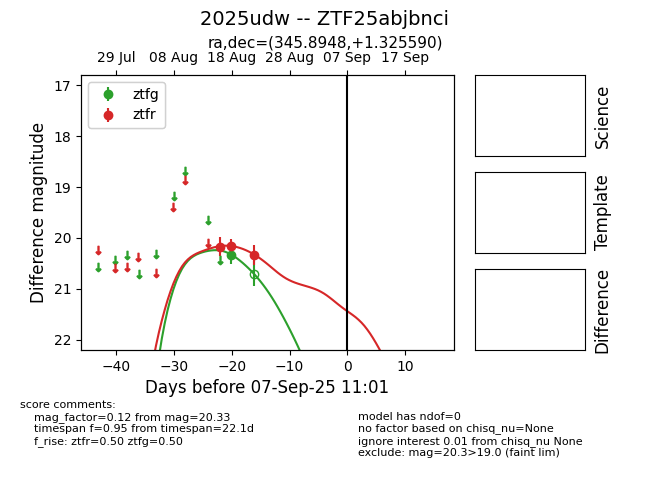 2025udw -- ZTF25abjbnci
ra,dec=(345.8948,+1.325590)
29 Jul 08 Aug 18 Aug 28 Aug 07 Sep 17 Sep
ztfg
ztfr
17
18
19
20
21
22
Difference magnitude
−40 −30 −20 −10 0 10
Days before 07-Sep-25 11:01
Science
Template
Difference
score comments:
mag_factor=0.12 from mag=20.33
timespan f=0.95 from timespan=22.1d
f_rise: ztfr=0.50 ztfg=0.50
model has ndof=0
no factor based on chisq_nu=None
ignore interest 0.01 from chisq_nu None
exclude: mag=20.3>19.0 (faint lim)